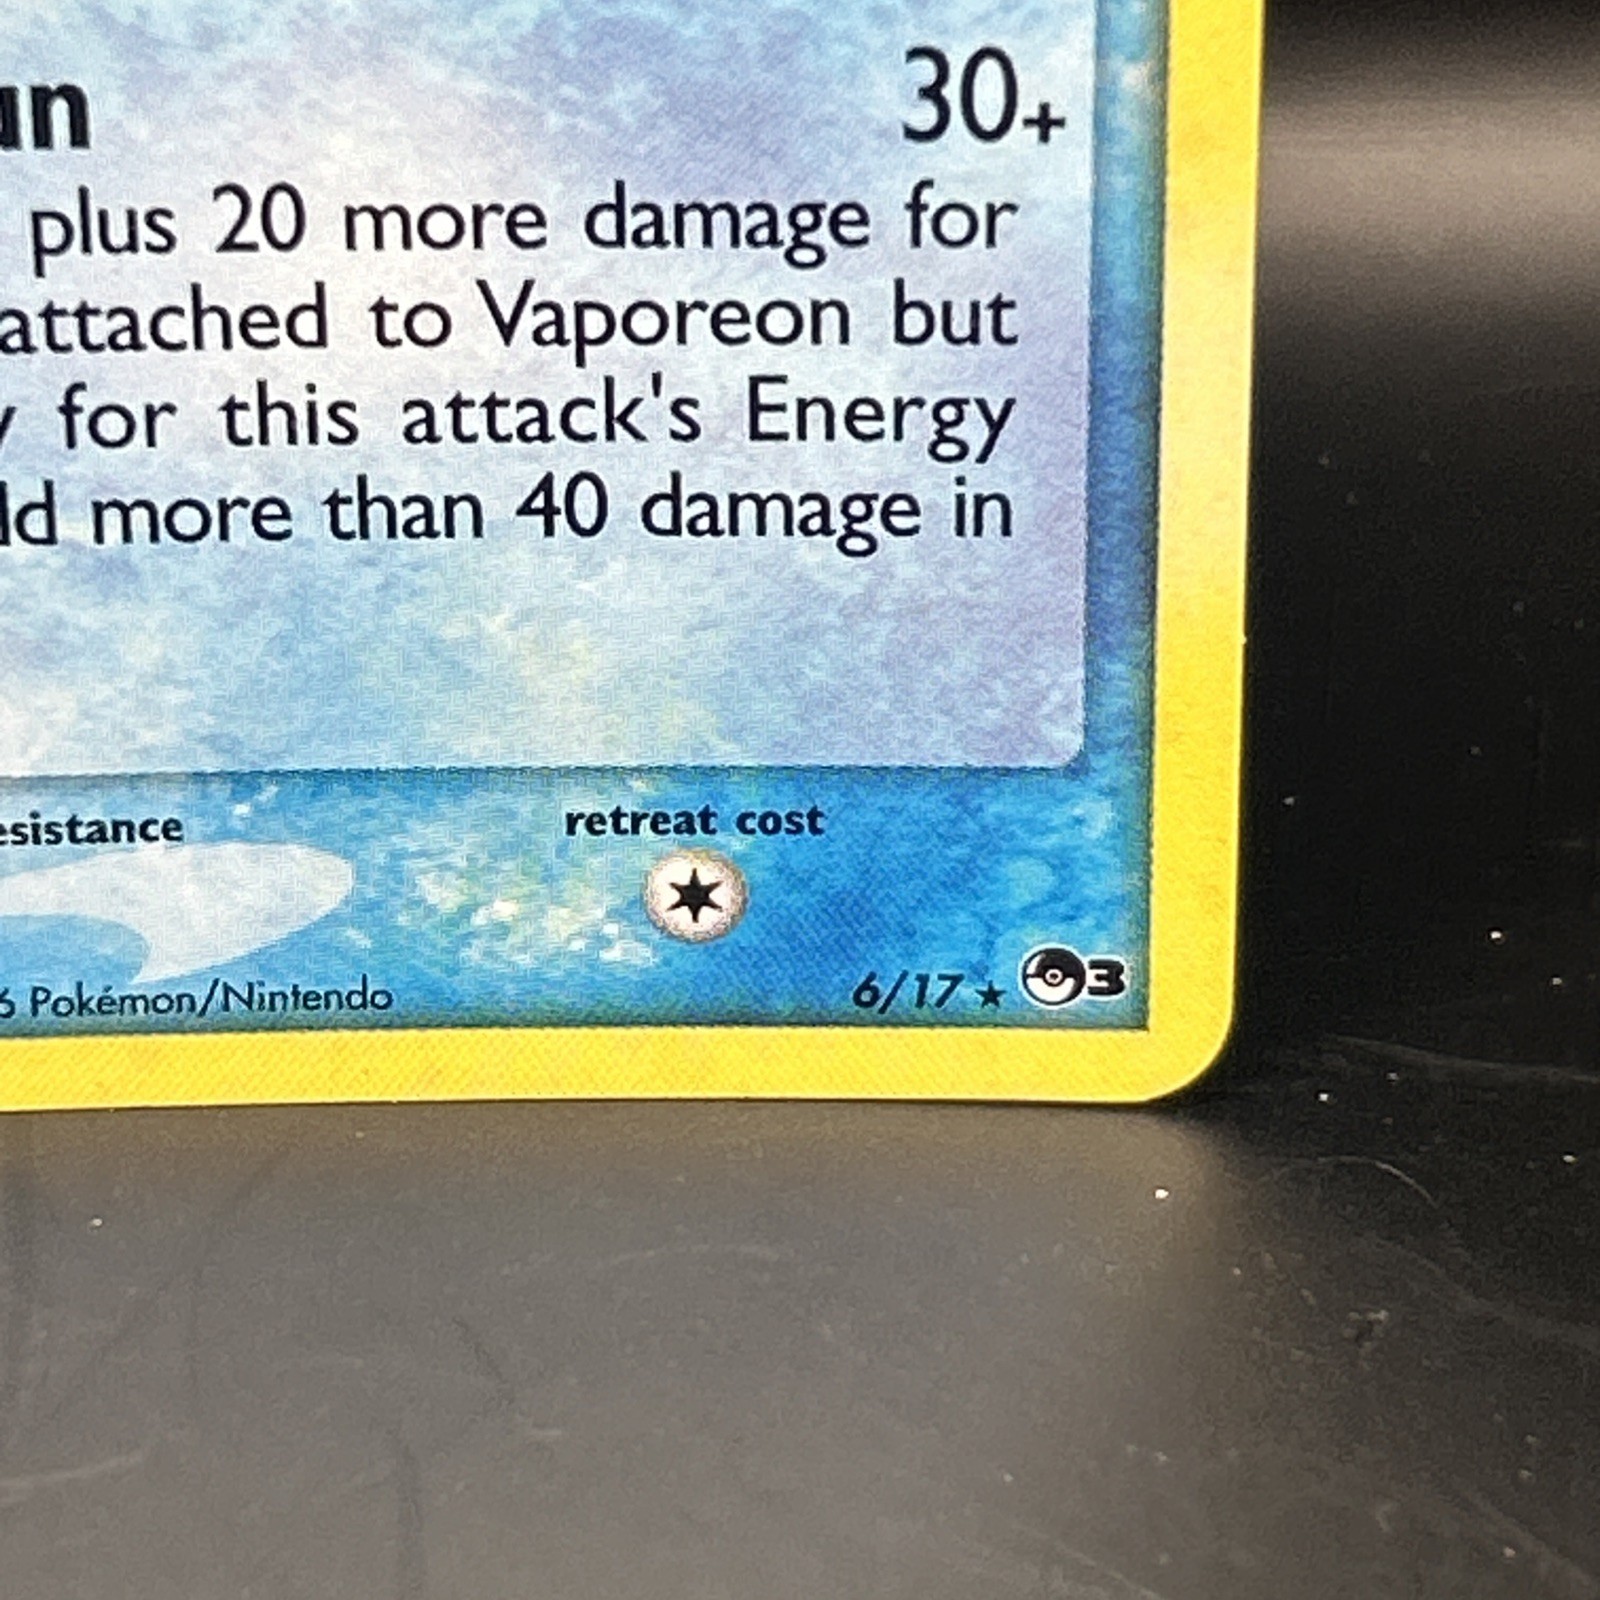 un 30+
plus 20 more damage for
attached to Vaporeon but
y for this attack's Energy
ld more than 40 damage in
esistance retreat cost
6 Pokémon/Nintendo 6/17 ★ 3